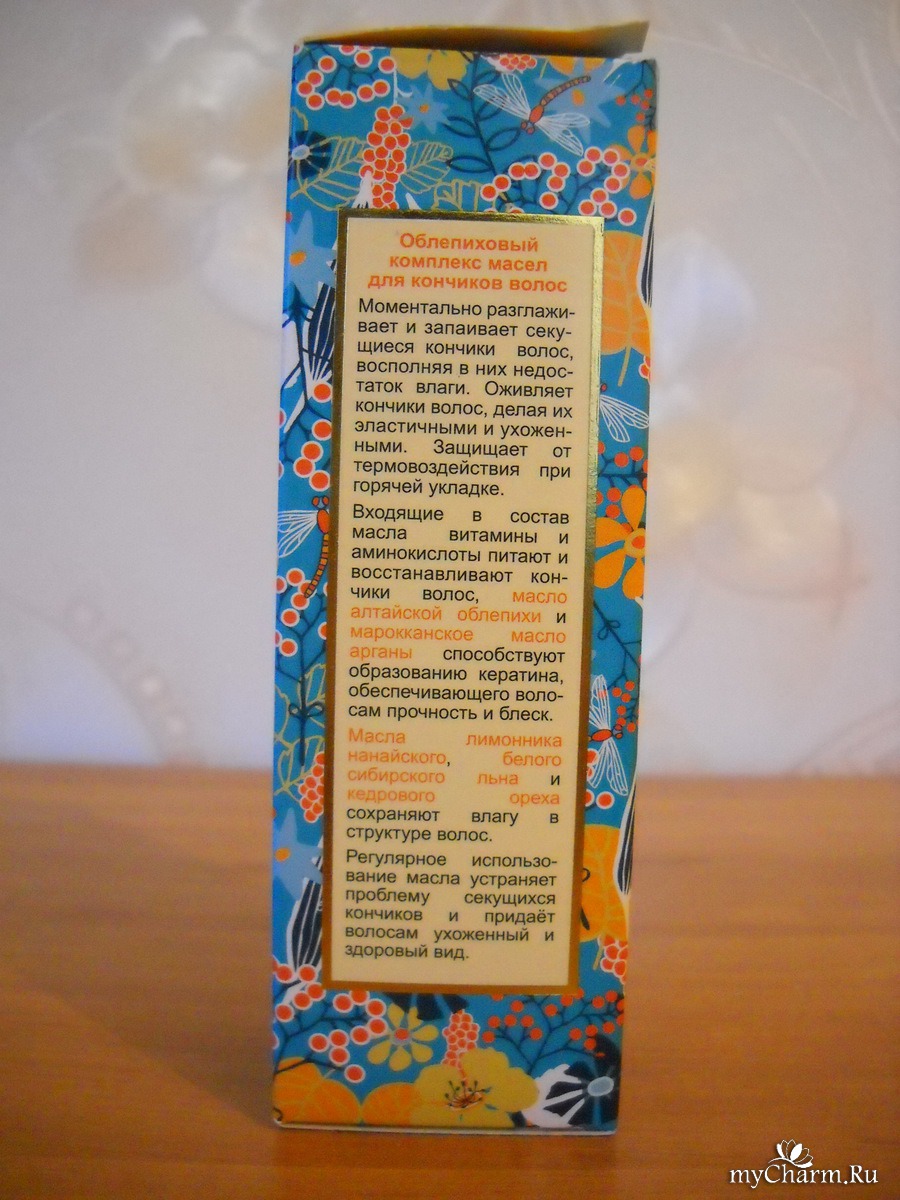 Облепиховый
комплекс масел
для кончиков волос
Моментально разглажи-
вает и запаивает секу-
щиеся кончики волос,
восполняя в них недос-
таток влаги. Оживляет
кончики волос, делая их
эластичными и ухожен-
ными. Защищает от
термовоздействия при
горячей укладке.
Входящие в состав
масла витамины и
аминокислоты питают и
восстанавливают кон-
чики волос, масло
алтайской облепихи и
марокканское масло
арганы способствуют
образованию кератина,
обеспечивающего воло-
сам прочность и блеск.
Масла лимонника
нанайского, белого
сибирского льна и
кедрового ореха
сохраняют влагу в
структуре волос.
Регулярное использо-
вание масла устраняет
проблему секущихся
кончиков и придаёт
волосам ухоженный и
здоровый вид.
myCharm.Ru